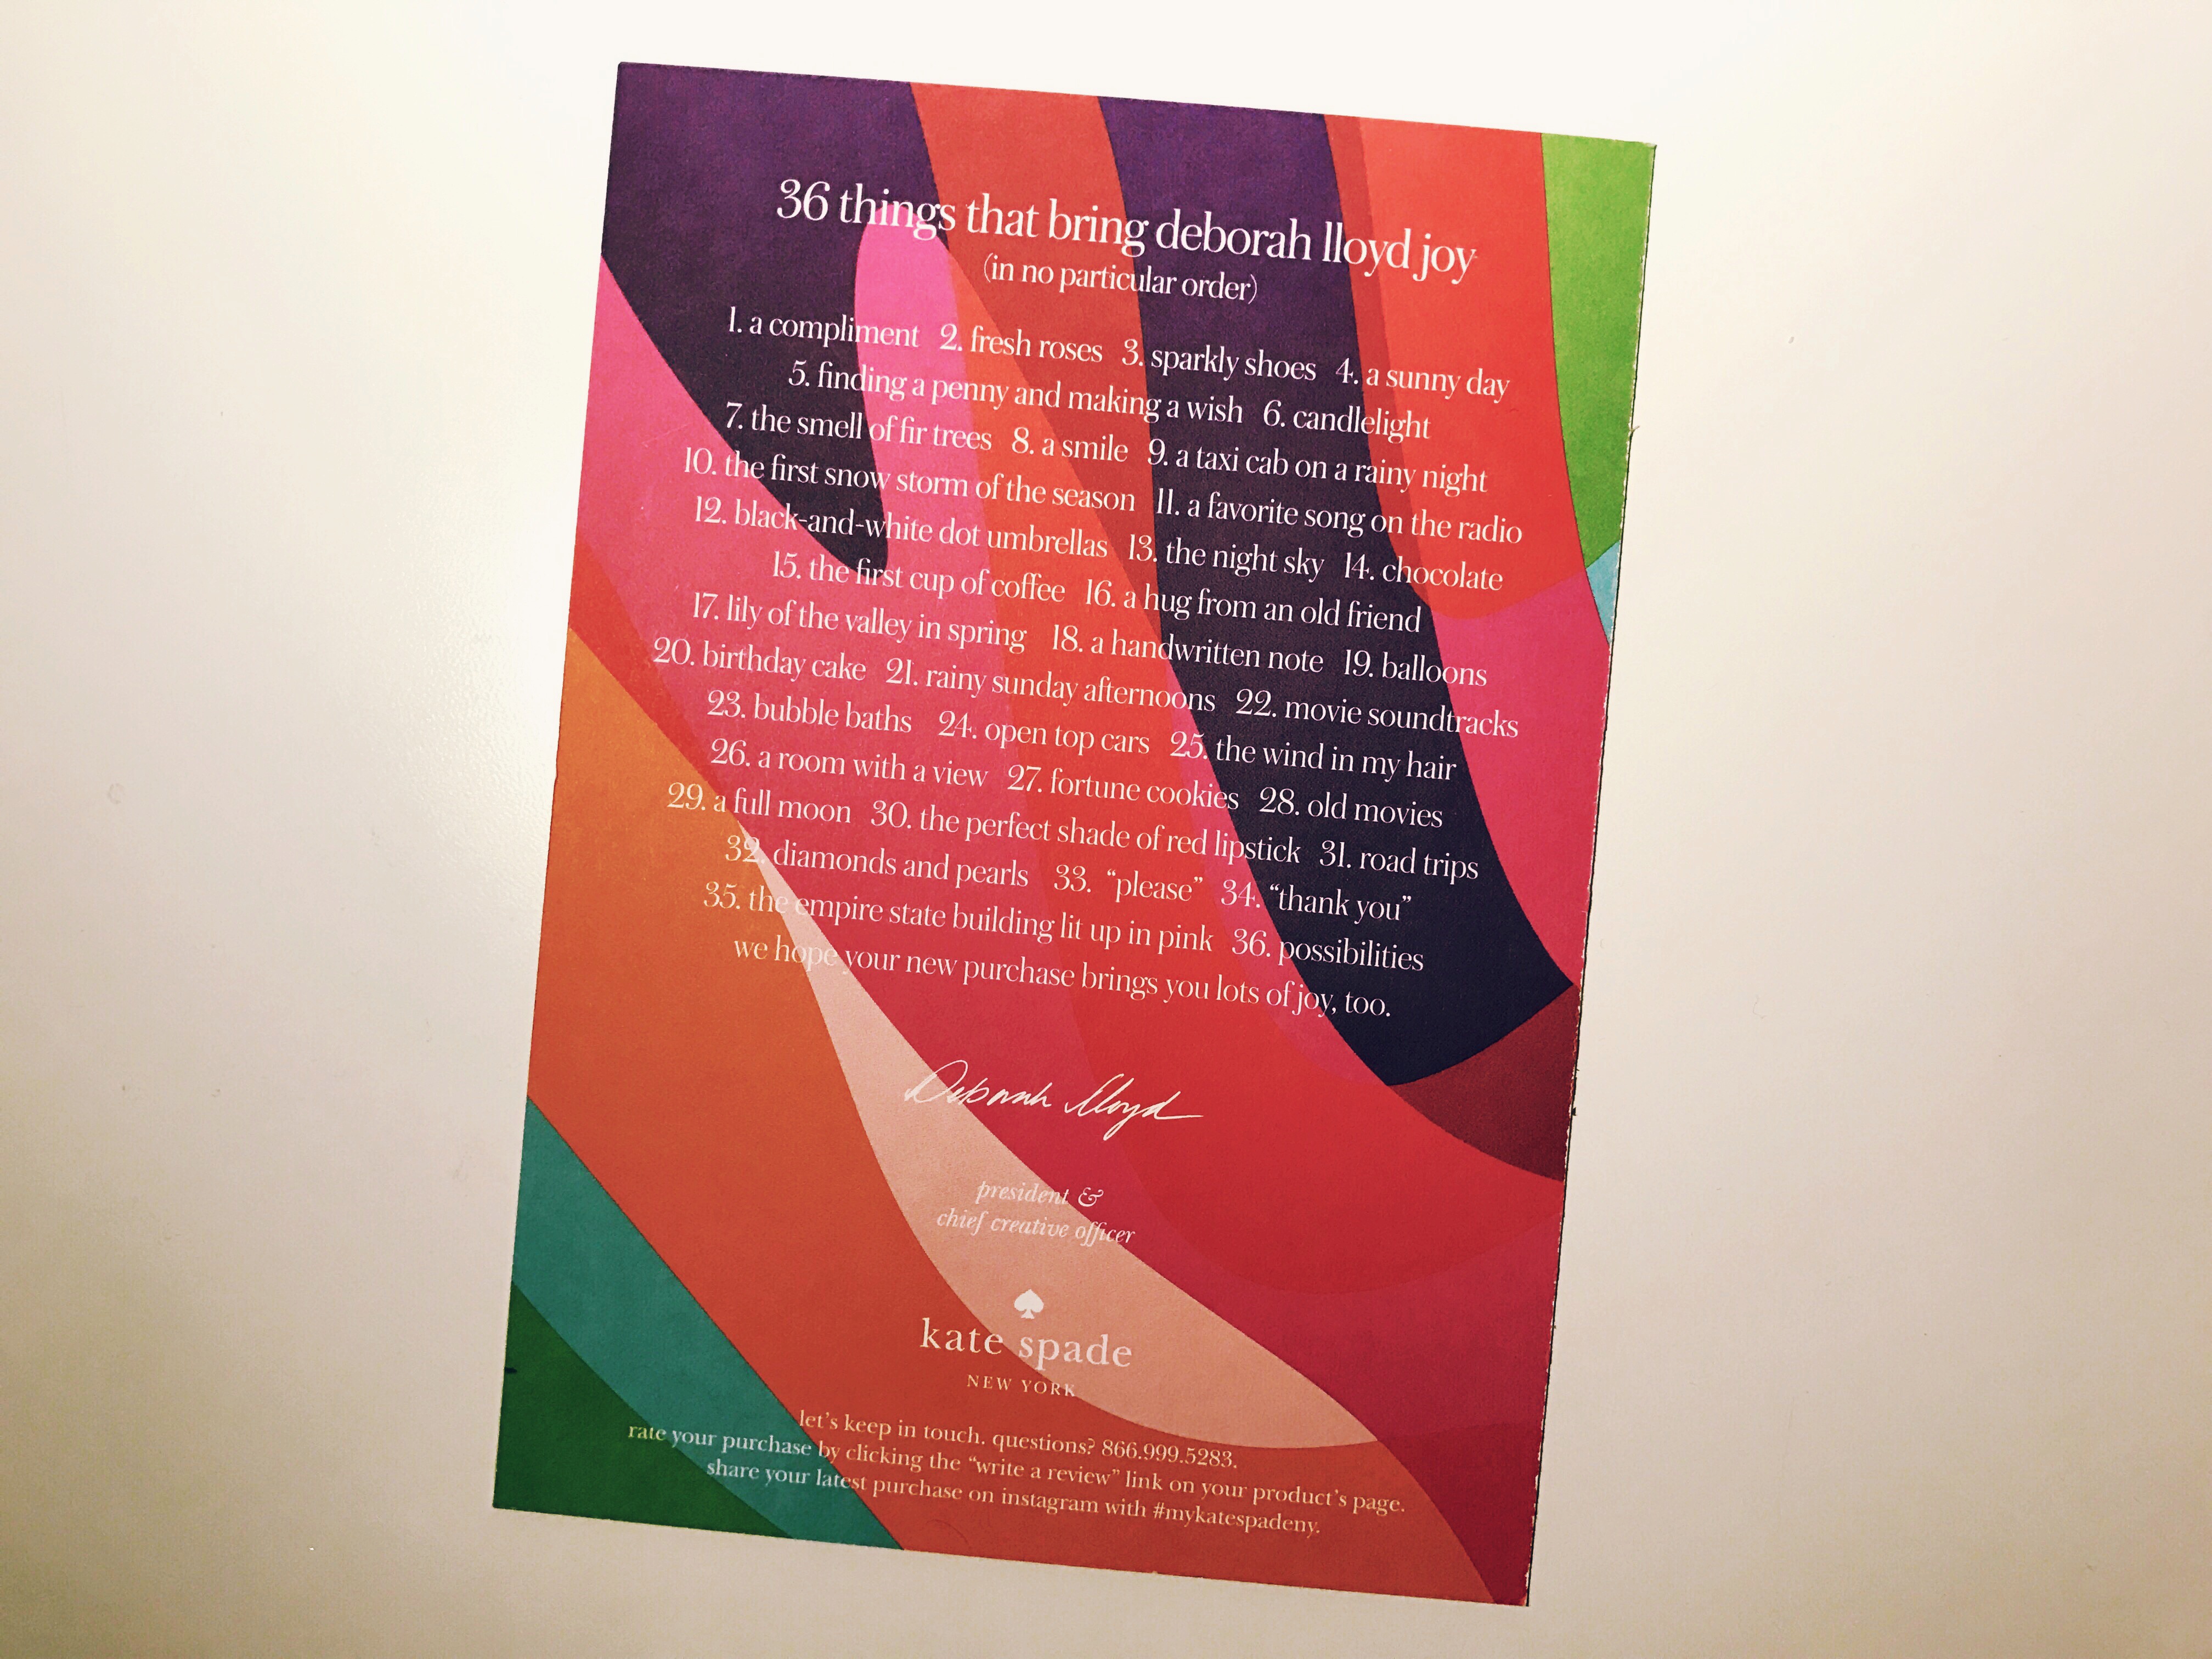 36 things that bring deborah lloyd joy
(in no particular order)
1. a compliment 2. fresh roses 3. sparkly shoes 4. a sunny day
5. finding a penny and making a wish 6. candlelight
7. the smell of fir trees 8. a smile 9. a taxi cab on a rainy night
10. the first snow storm of the season 11. a favorite song on the radio
12. black-and-white dot umbrellas 13. the night sky 14. chocolate
15. the first cup of coffee 16. a hug from an old friend
17. lily of the valley in spring 18. a handwritten note 19. balloons
20. birthday cake 21. rainy sunday afternoons 22. movie soundtracks
23. bubble baths 24. open top cars 25. the wind in my hair
26. a room with a view 27. fortune cookies 28. old movies
29. a full moon 30. the perfect shade of red lipstick 31. road trips
32. diamonds and pearls 33. “please” 34. “thank you”
35. the empire state building lit up in pink 36. possibilities
we hope your new purchase brings you lots of joy, too.
Deborah Lloyd
president &
chief creative officer
kate spade
NEW YORK
let’s keep in touch. questions? 866.999.5283.
rate your purchase by clicking the “write a review” link on your product’s page.
share your latest purchase on instagram with #mykatespadeny.